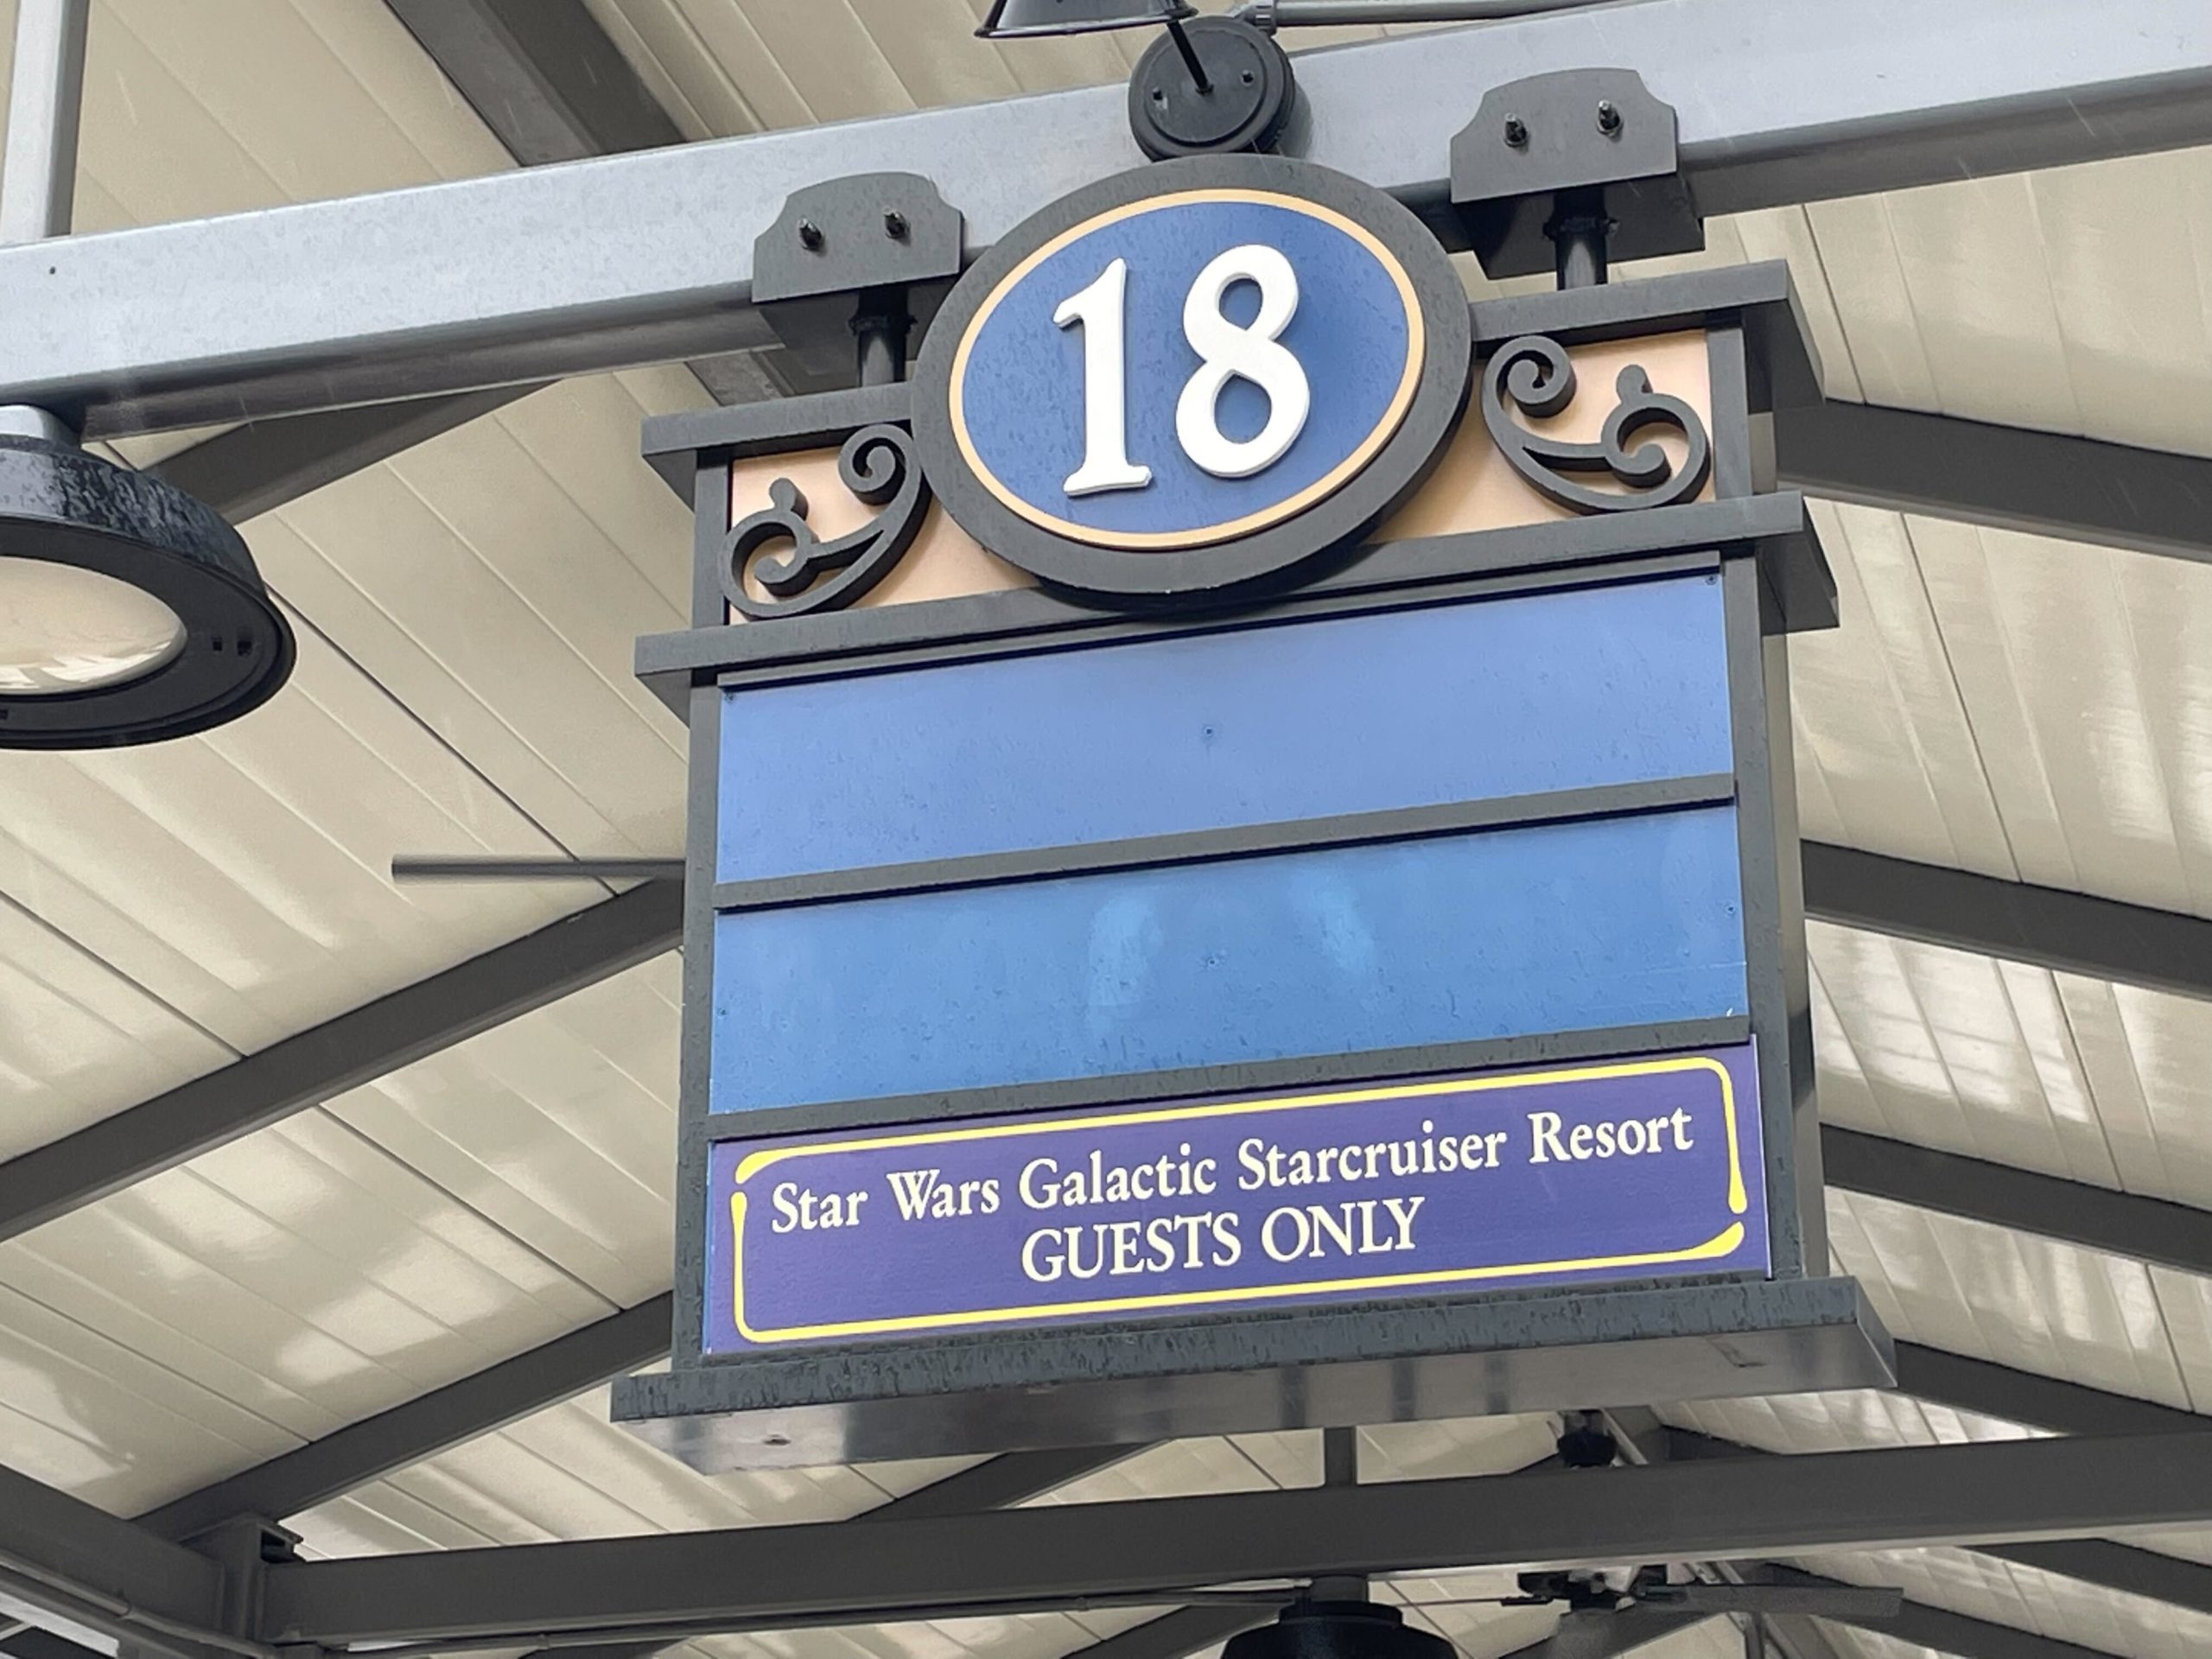 18
Star Wars Galactic Starcruiser Resort
GUESTS ONLY